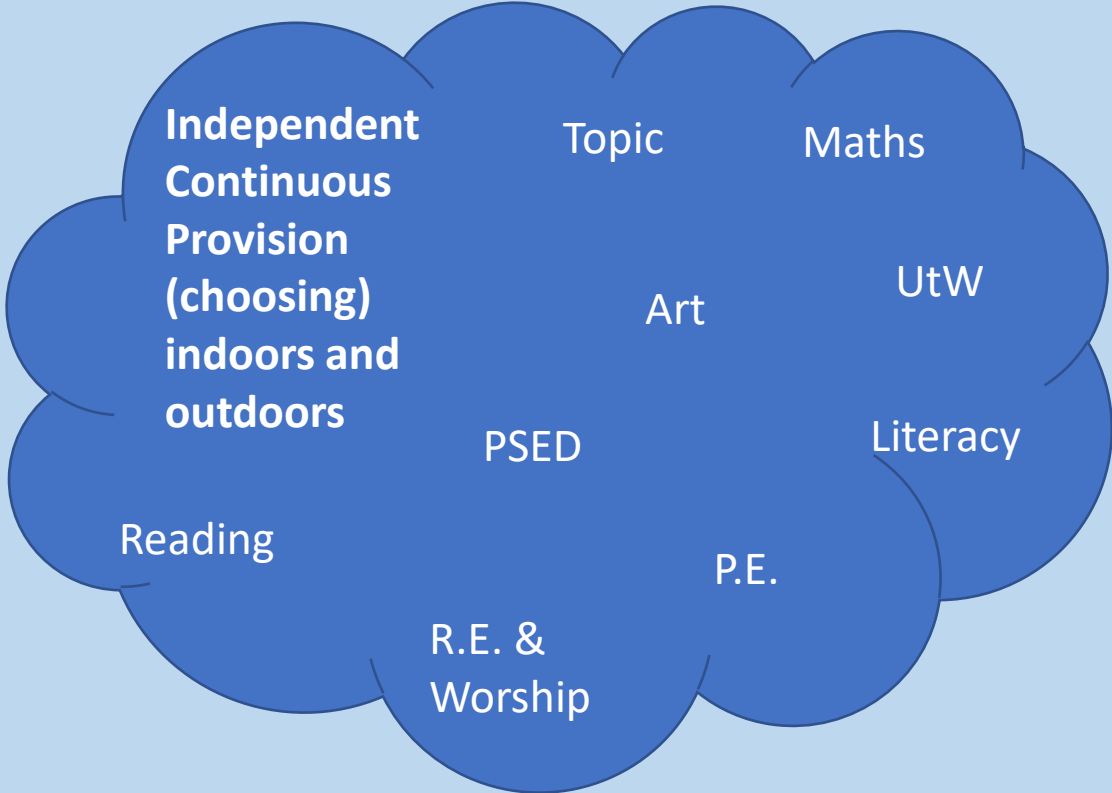 Independent
Continuous
Provision
(choosing)
indoors and
outdoors
Topic
Maths
Art
UtW
PSED
Literacy
Reading
P.E.
R.E. &
Worship